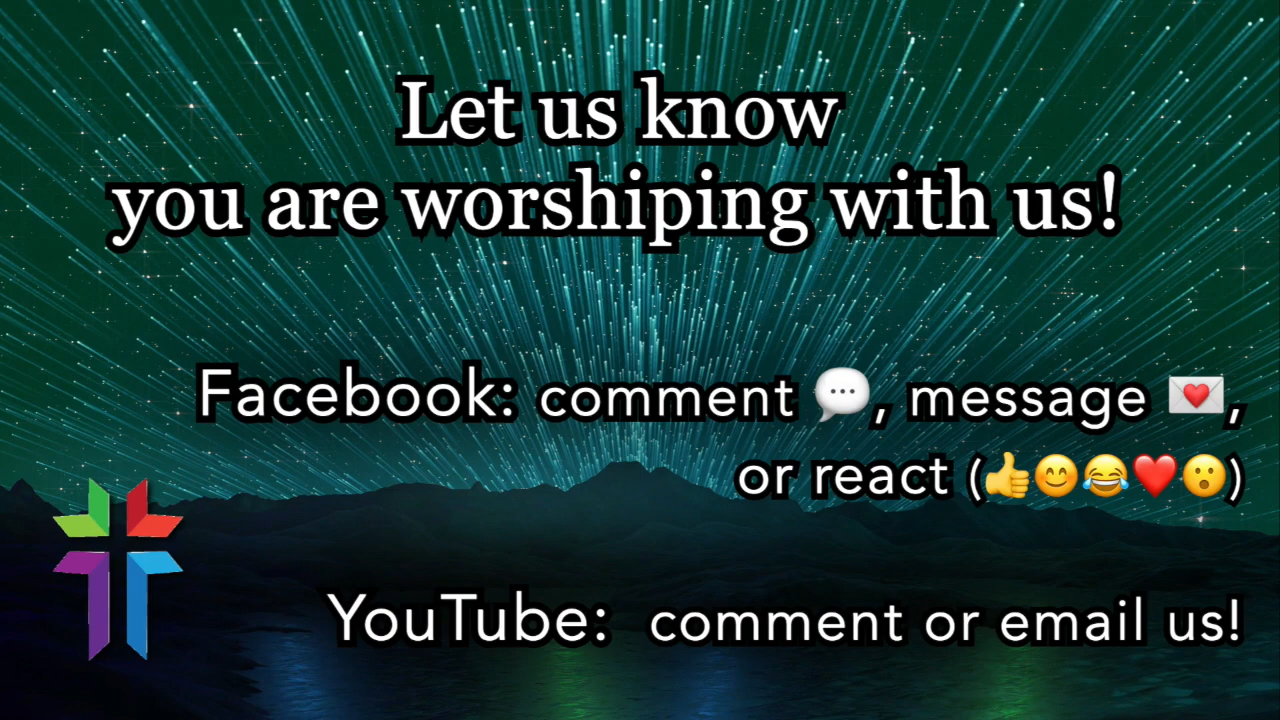 Let us know
you are worshiping with us!
Facebook: comment 💬, message 💌,
or react (👍😊😂❤️😮)
YouTube: comment or email us!